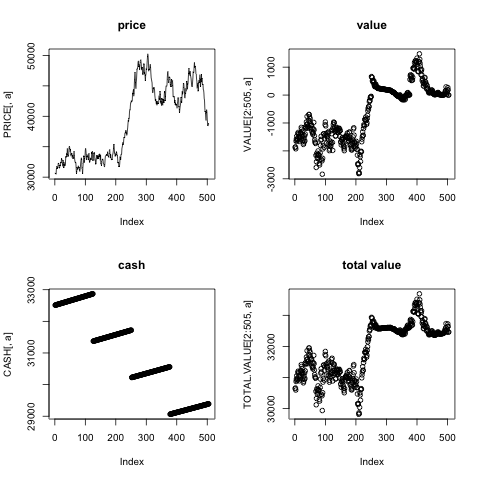 price
PRICE[, a]
50000
40000
30000
0 100 200 300 400 500
Index
value
VALUE[2:505, a]
1000
0
-1000
-3000
0 100 200 300 400 500
Index
cash
CASH[, a]
33000
31000
29000
0 100 200 300 400 500
Index
total value
TOTAL.VALUE[2:505, a]
32000
30000
0 100 200 300 400 500
Index